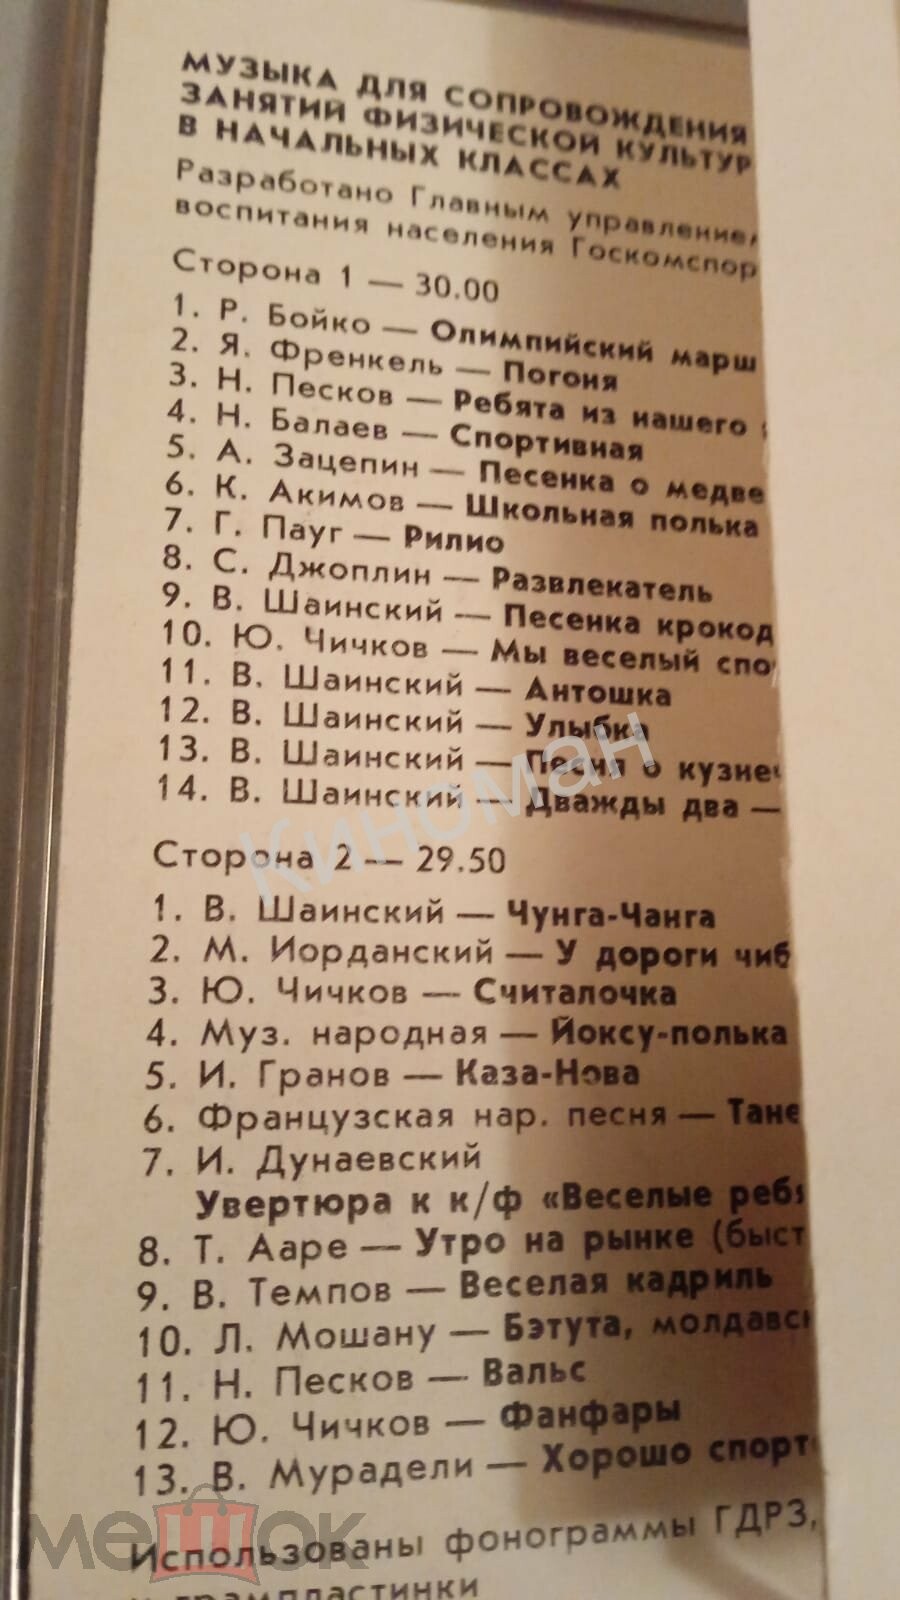 МУЗЫКА ДЛЯ СОПРОВОЖДЕНИЯ
ЗАНЯТИЙ ФИЗИЧЕСКОЙ КУЛЬТУР
В НАЧАЛЬНЫХ КЛАССАХ
Разработано Главным управление
воспитания населения Госкомспор
Сторона 1 — 30.00
1. Р. Бойко — Олимпийский марш
2. Я. Френкель — Погоня
3. Н. Песков — Ребята из нашего
4. Н. Балаев — Спортивная
5. А. Зацепин — Песенка о медве
6. К. Акимов — Школьная полька
7. Г. Пауг — Рилио
8. С. Джоплин — Развлекатель
9. В. Шаинский — Песенка крокод
10. Ю. Чичков — Мы веселый спо
11. В. Шаинский — Антошка
12. В. Шаинский — Улыбка
13. В. Шаинский — Песня о кузне
14. В. Шаинский — Дважды два —
Киноман
Сторона 2 — 29.50
1. В. Шаинский — Чунга-Чанга
2. М. Иорданский — У дороги чиб
3. Ю. Чичков — Считалочка
4. Муз. народная — Йоксу-полька
5. И. Гранов — Каза-Нова
6. Французская нар. песня — Тане
7. И. Дунаевский
Увертюра к к/ф «Веселые ребя
8. Т. Ааре — Утро на рынке (быст
9. В. Темпов — Веселая кадриль
10. Л. Мошану — Бэтута, молдавс
11. Н. Песков — Вальс
12. Ю. Чичков — Фанфары
13. В. Мурадели — Хорошо спорт
мешок
Использованы фонограммы ГДРЗ,
и грампластинки